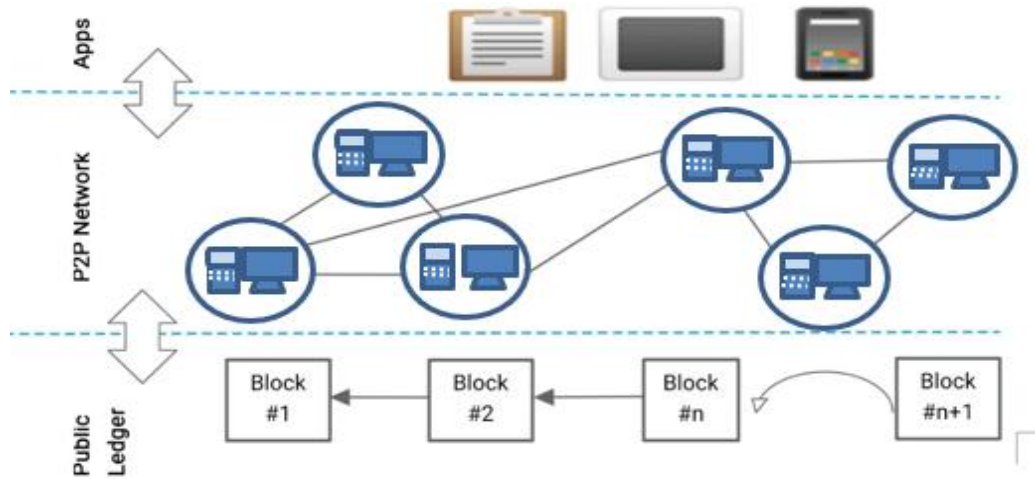 Apps
P2P Network
Public
Ledger
Block
#1
Block
#2
Block
#n
Block
#n+1